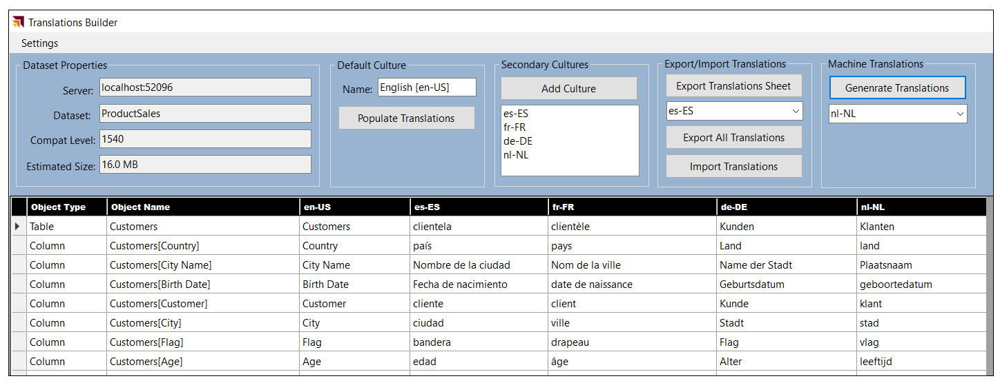 Translations Builder
Settings
Dataset Properties
Server: localhost:52096
Dataset: ProductSales
Compat Level: 1540
Estimated Size: 16.0 MB
Default Culture
Name: English [en-US]
Populate Translations
Secondary Cultures
Add Culture
es-ES
fr-FR
de-DE
nl-NL
Export/Import Translations
Export Translations Sheet
es-ES
Export All Translations
Import Translations
Machine Translations
Genenrate Translations
nl-NL
Object Type Object Name en-US es-ES fr-FR de-DE nl-NL
Table Customers Customers clientela clientèle Kunden Klanten
Column Customers[Country] Country país pays Land land
Column Customers[City Name] City Name Nombre de la ciudad Nom de la ville Name der Stadt Plaatsnaam
Column Customers[Birth Date] Birth Date Fecha de nacimiento date de naissance Geburtsdatum geboortedatum
Column Customers[Customer] Customer cliente client Kunde klant
Column Customers[City] City ciudad ville Stadt stad
Column Customers[Flag] Flag bandera drapeau Flag vlag
Column Customers[Age] Age edad âge Alter leeftijd